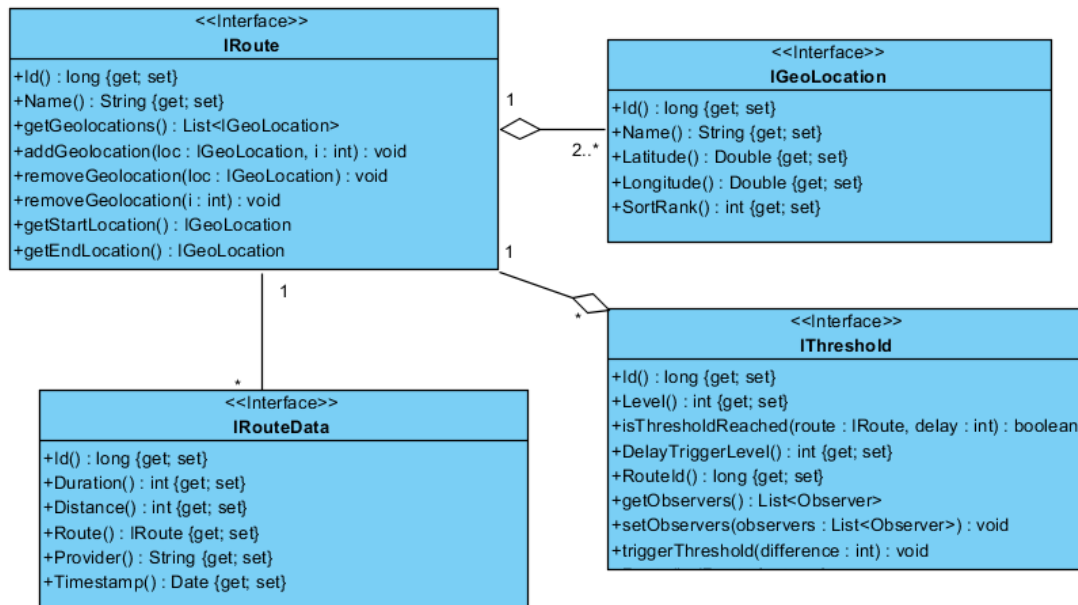 <<Interface>>
IRoute
+Id() : long {get; set}
+Name() : String {get; set}
+getGeolocations() : List<IGeoLocation>
+addGeolocation(loc : IGeoLocation, i : int) : void
+removeGeolocation(loc : IGeoLocation) : void
+removeGeolocation(i : int) : void
+getStartLocation() : IGeoLocation
+getEndLocation() : IGeoLocation
1
2..*
<<Interface>>
IGeoLocation
+Id() : long {get; set}
+Name() : String {get; set}
+Latitude() : Double {get; set}
+Longitude() : Double {get; set}
+SortRank() : int {get; set}
1
*
<<Interface>>
IThreshold
+Id() : long {get; set}
+Level() : int {get; set}
+isThresholdReached(route : IRoute, delay : int) : boolean
+DelayTriggerLevel() : int {get; set}
+RouteId() : long {get; set}
+getObservers() : List<Observer>
+setObservers(observers : List<Observer>) : void
+triggerThreshold(difference : int) : void
1
*
<<Interface>>
IRouteData
+Id() : long {get; set}
+Duration() : int {get; set}
+Distance() : int {get; set}
+Route() : IRoute {get; set}
+Provider() : String {get; set}
+Timestamp() : Date {get; set}